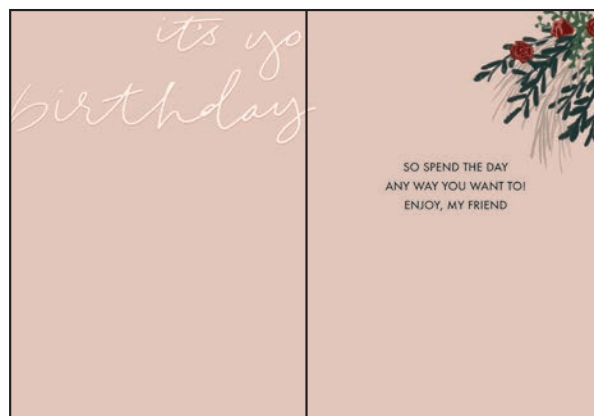 it's yo
birthday
SO SPEND THE DAY
ANY WAY YOU WANT TO!
ENJOY, MY FRIEND